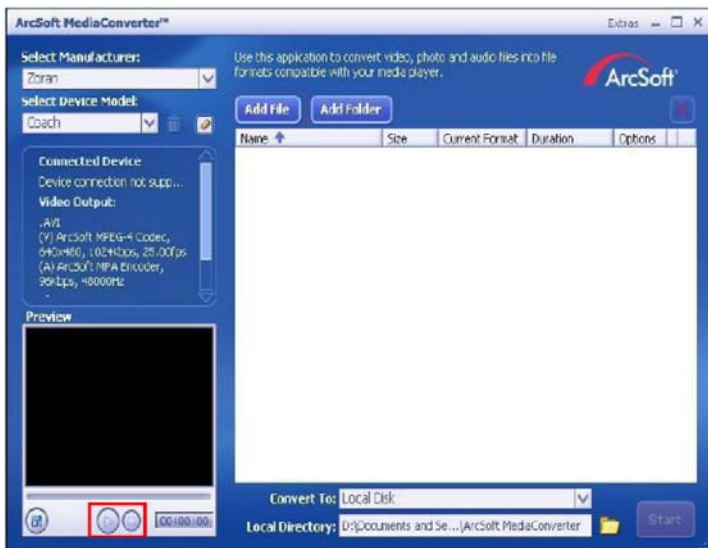 ArcSoft MediaConverter™
Extras
Select Manufacturer:
Zoran
Select Device Model:
Coach
Use this application to convert video, photo and audio files into file
formats compatible with your media player.
ArcSoft
Add File
Add Folder
Name
Size
Current Format
Duration
Options
Connected Device
Device connection not supp...
Video Output:
.AVI
(V) ArcSoft MPEG-4 Codec,
640x480, 1024kbps, 25.00fps
(A) ArcSoft MPA Encoder,
96kbps, 48000Hz
Preview
00:00:00
Convert To: Local Disk
Local Directory: D:\Documents and Se...\ArcSoft MediaConverter
Start